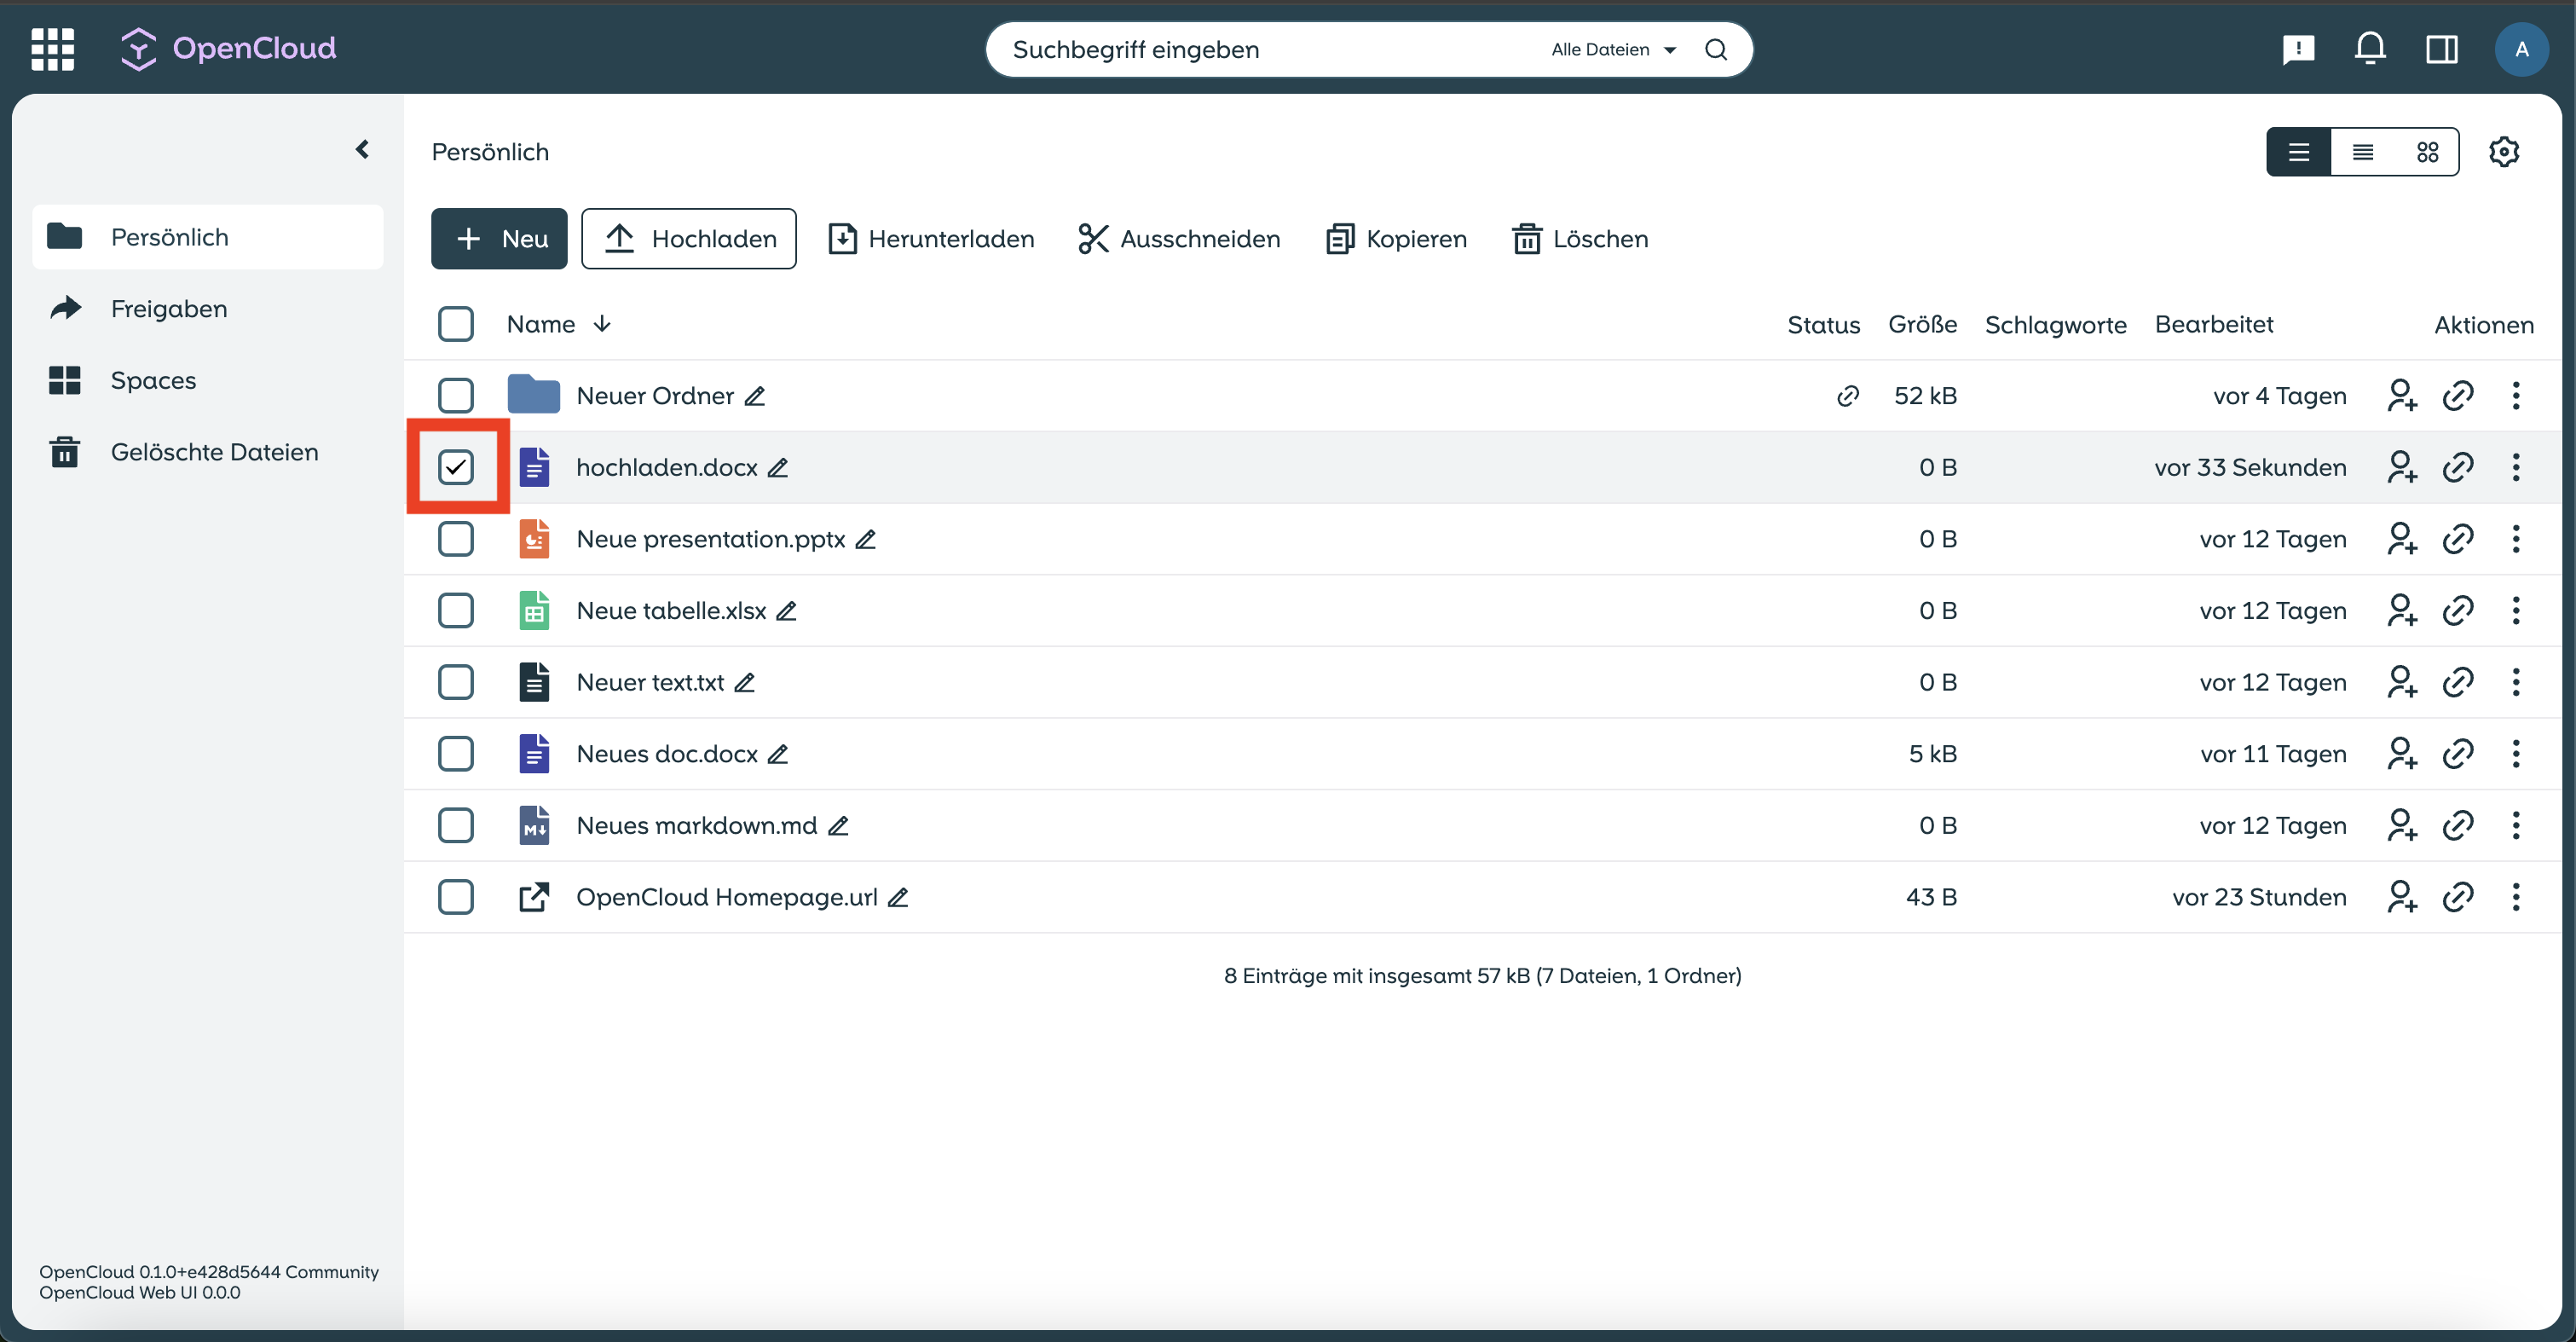 OpenCloud
Suchbegriff eingeben Alle Dateien
A
Persönlich
Freigaben
Spaces
Gelöschte Dateien
Persönlich
Neu Hochladen Herunterladen Ausschneiden Kopieren Löschen
Name Status Größe Schlagworte Bearbeitet Aktionen
Neuer Ordner 52 kB vor 4 Tagen
hochladen.docx 0 B vor 33 Sekunden
Neue presentation.pptx 0 B vor 12 Tagen
Neue tabelle.xlsx 0 B vor 12 Tagen
Neuer text.txt 0 B vor 12 Tagen
Neues doc.docx 5 kB vor 11 Tagen
Neues markdown.md 0 B vor 12 Tagen
OpenCloud Homepage.url 43 B vor 23 Stunden
8 Einträge mit insgesamt 57 kB (7 Dateien, 1 Ordner)
OpenCloud 0.1.0+e428d5644 Community
OpenCloud Web UI 0.0.0